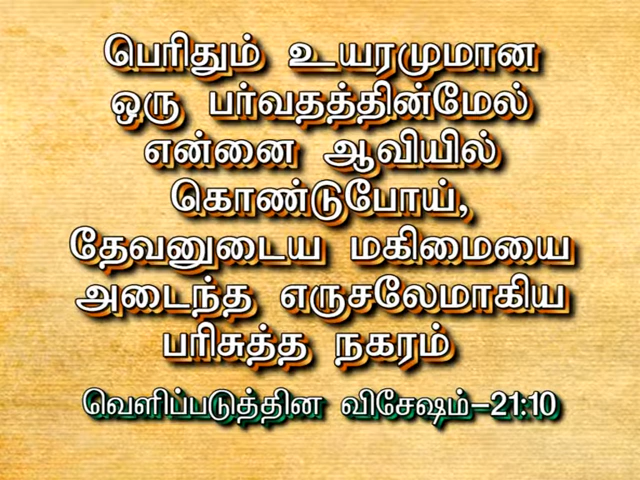 பெரிதும் உயரமுமான
ஒரு பர்வதத்தின்மேல்
என்னை ஆவியில்
கொண்டுபோய்,
தேவனுடைய மகிமையை
அடைந்த எருசலேமாகிய
பரிசுத்த நகரம்
வெளிப்படுத்தின விசேஷம்–21:10